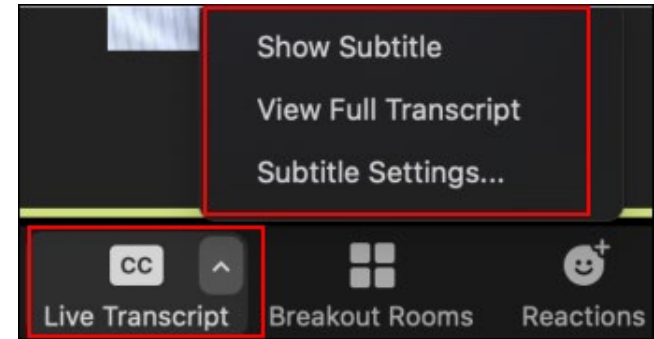 Show Subtitle
View Full Transcript
Subtitle Settings...
CC
Live Transcript
Breakout Rooms
Reactions